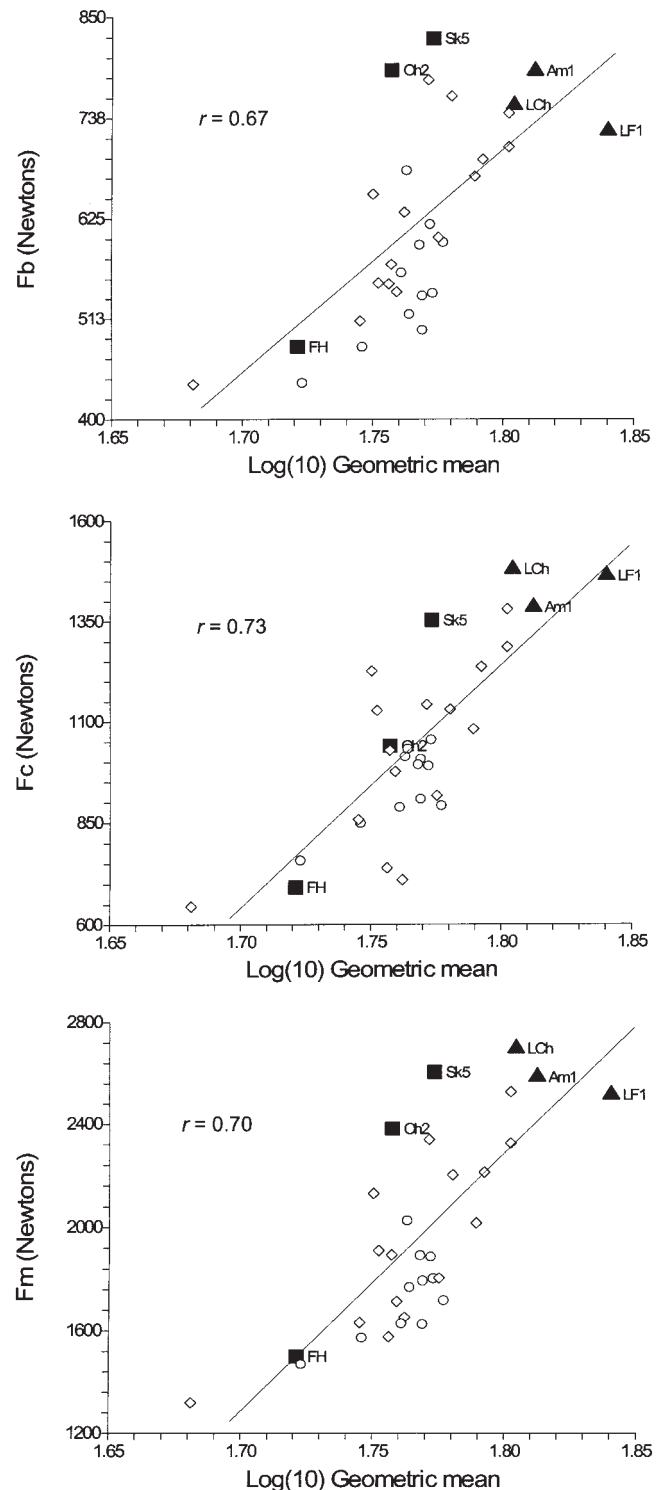 850
738
625
513
400
Fb (Newtons)
r = 0.67
Sk5
Ch2
Am1
LCh
LF1
FH
1.65 1.70 1.75 1.80 1.85
Log(10) Geometric mean
1600
1350
1100
850
600
Fc (Newtons)
r = 0.73
LCh
LF1
Am1
Sk5
Ch2
FH
1.65 1.70 1.75 1.80 1.85
Log(10) Geometric mean
2800
2400
2000
1600
1200
Fm (Newtons)
r = 0.70
LCh
Sk5
Am1
LF1
Ch2
FH
1.65 1.70 1.75 1.80 1.85
Log(10) Geometric mean